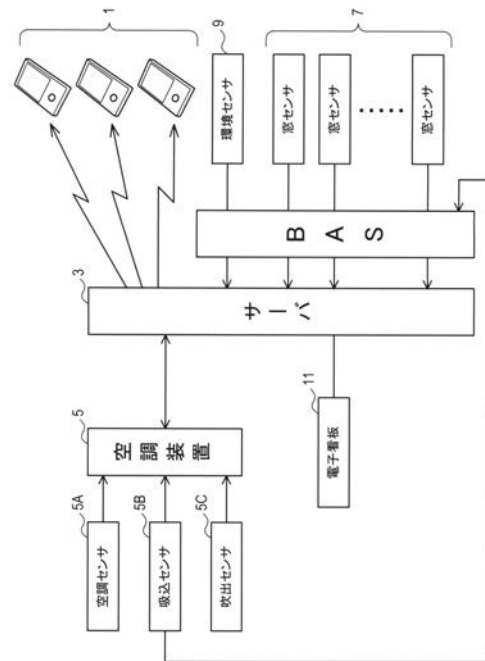 1
3
サーバ
5
空調装置
5A
空調センサ
5B
吸込センサ
5C
吹出センサ
11
電子看板
BAS
9
環境センサ
7
窓センサ
窓センサ
窓センサ